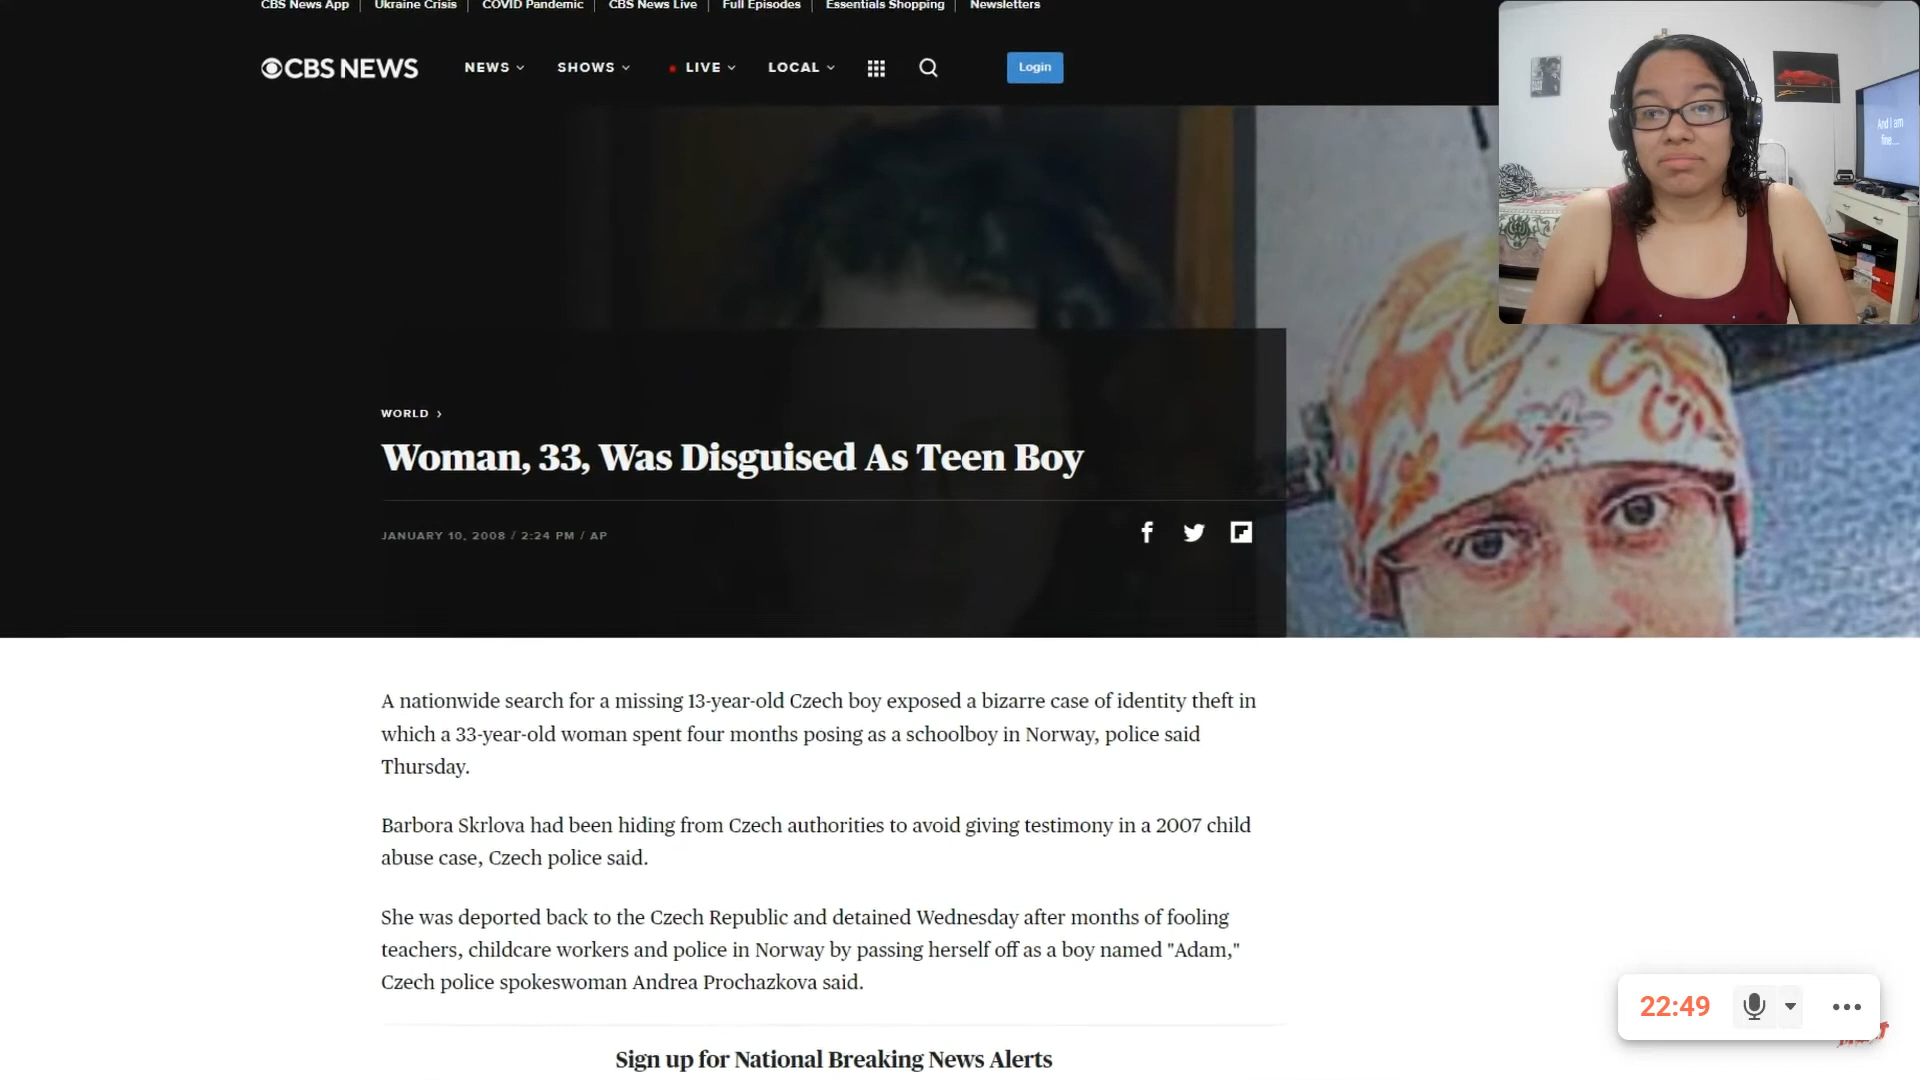 CBS News App
Ukraine Crisis
COVID Pandemic
CBS News Live
Full Episodes
Essentials Shopping
Newsletters
CBS NEWS
NEWS
SHOWS
LIVE
LOCAL
Login
And I am
fine...
WORLD ›
Woman, 33, Was Disguised As Teen Boy
JANUARY 10, 2008 / 2:24 PM / AP
A nationwide search for a missing 13-year-old Czech boy exposed a bizarre case of identity theft in
which a 33-year-old woman spent four months posing as a schoolboy in Norway, police said
Thursday.
Barbora Skrlova had been hiding from Czech authorities to avoid giving testimony in a 2007 child
abuse case, Czech police said.
She was deported back to the Czech Republic and detained Wednesday after months of fooling
teachers, childcare workers and police in Norway by passing herself off as a boy named "Adam,"
Czech police spokeswoman Andrea Prochazkova said.
22:49
Sign up for National Breaking News Alerts